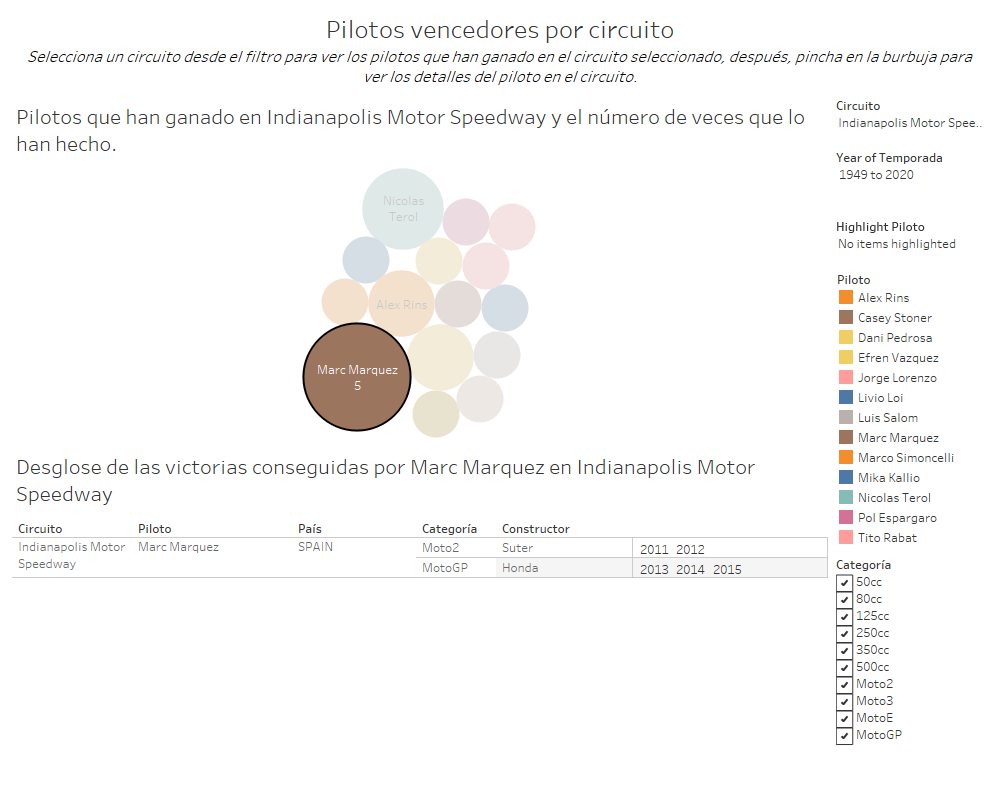 Pilotos vencedores por circuito
Selecciona un circuito desde el filtro para ver los pilotos que han ganado en el circuito seleccionado, después, pincha en la burbuja para
ver los detalles del piloto en el circuito.
Pilotos que han ganado en Indianapolis Motor Speedway y el número de veces que lo
han hecho.
Nicolas
Terol
Alex Rins
Marc Marquez
5
Desglose de las victorias conseguidas por Marc Marquez en Indianapolis Motor
Speedway
Circuito Piloto País Categoría Constructor
Indianapolis Motor Marc Marquez SPAIN Moto2 Suter 2011 2012
Speedway
MotoGP Honda 2013 2014 2015
Circuito
Indianapolis Motor Spee..
Year of Temporada
1949 to 2020
Highlight Piloto
No items highlighted
Piloto
Alex Rins
Casey Stoner
Dani Pedrosa
Efren Vazquez
Jorge Lorenzo
Livio Loi
Luis Salom
Marc Marquez
Marco Simoncelli
Mika Kallio
Nicolas Terol
Pol Espargaro
Tito Rabat
Categoría
50cc
80cc
125cc
250cc
350cc
500cc
Moto2
Moto3
MotoE
MotoGP